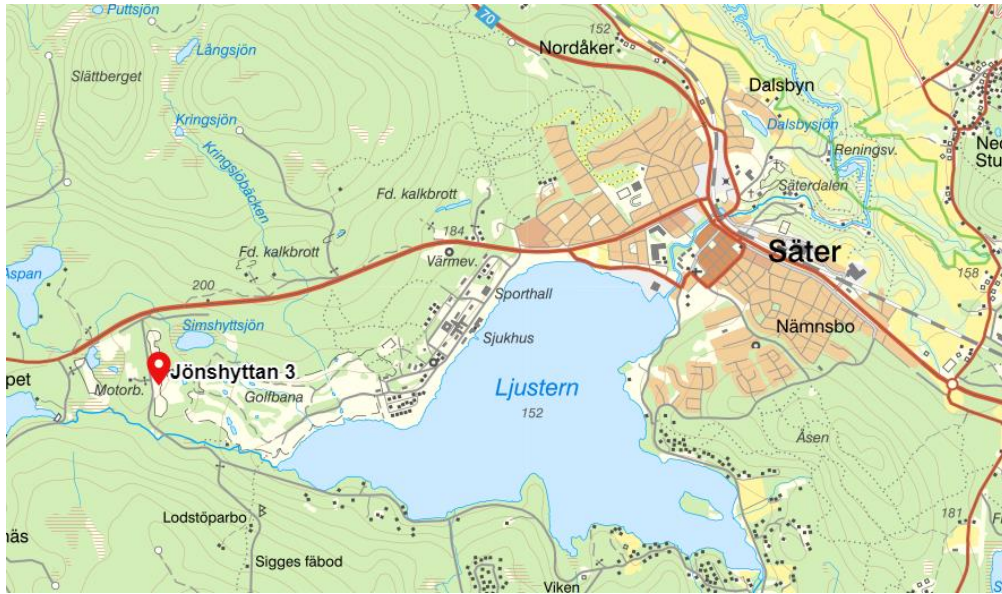 Puttsjön
70
152
Nordåker
Långsjön
Slättberget
Dalsbyn
Dalsbysjön
Kringsjön
Reningsv.
Kringsjöbäcken
Fd. kalkbrott
Säterdalen
184
Säter
Fd. kalkbrott
Värmev.
Aspan
200
Sporthall
158
Simshyttsjön
Sjukhus
Nämnsbo
Jönshyttan 3
Motorb.
Golfbana
Ljustern
152
Åsen
Lodstöparbo
181
Sigges fäbod
Viken